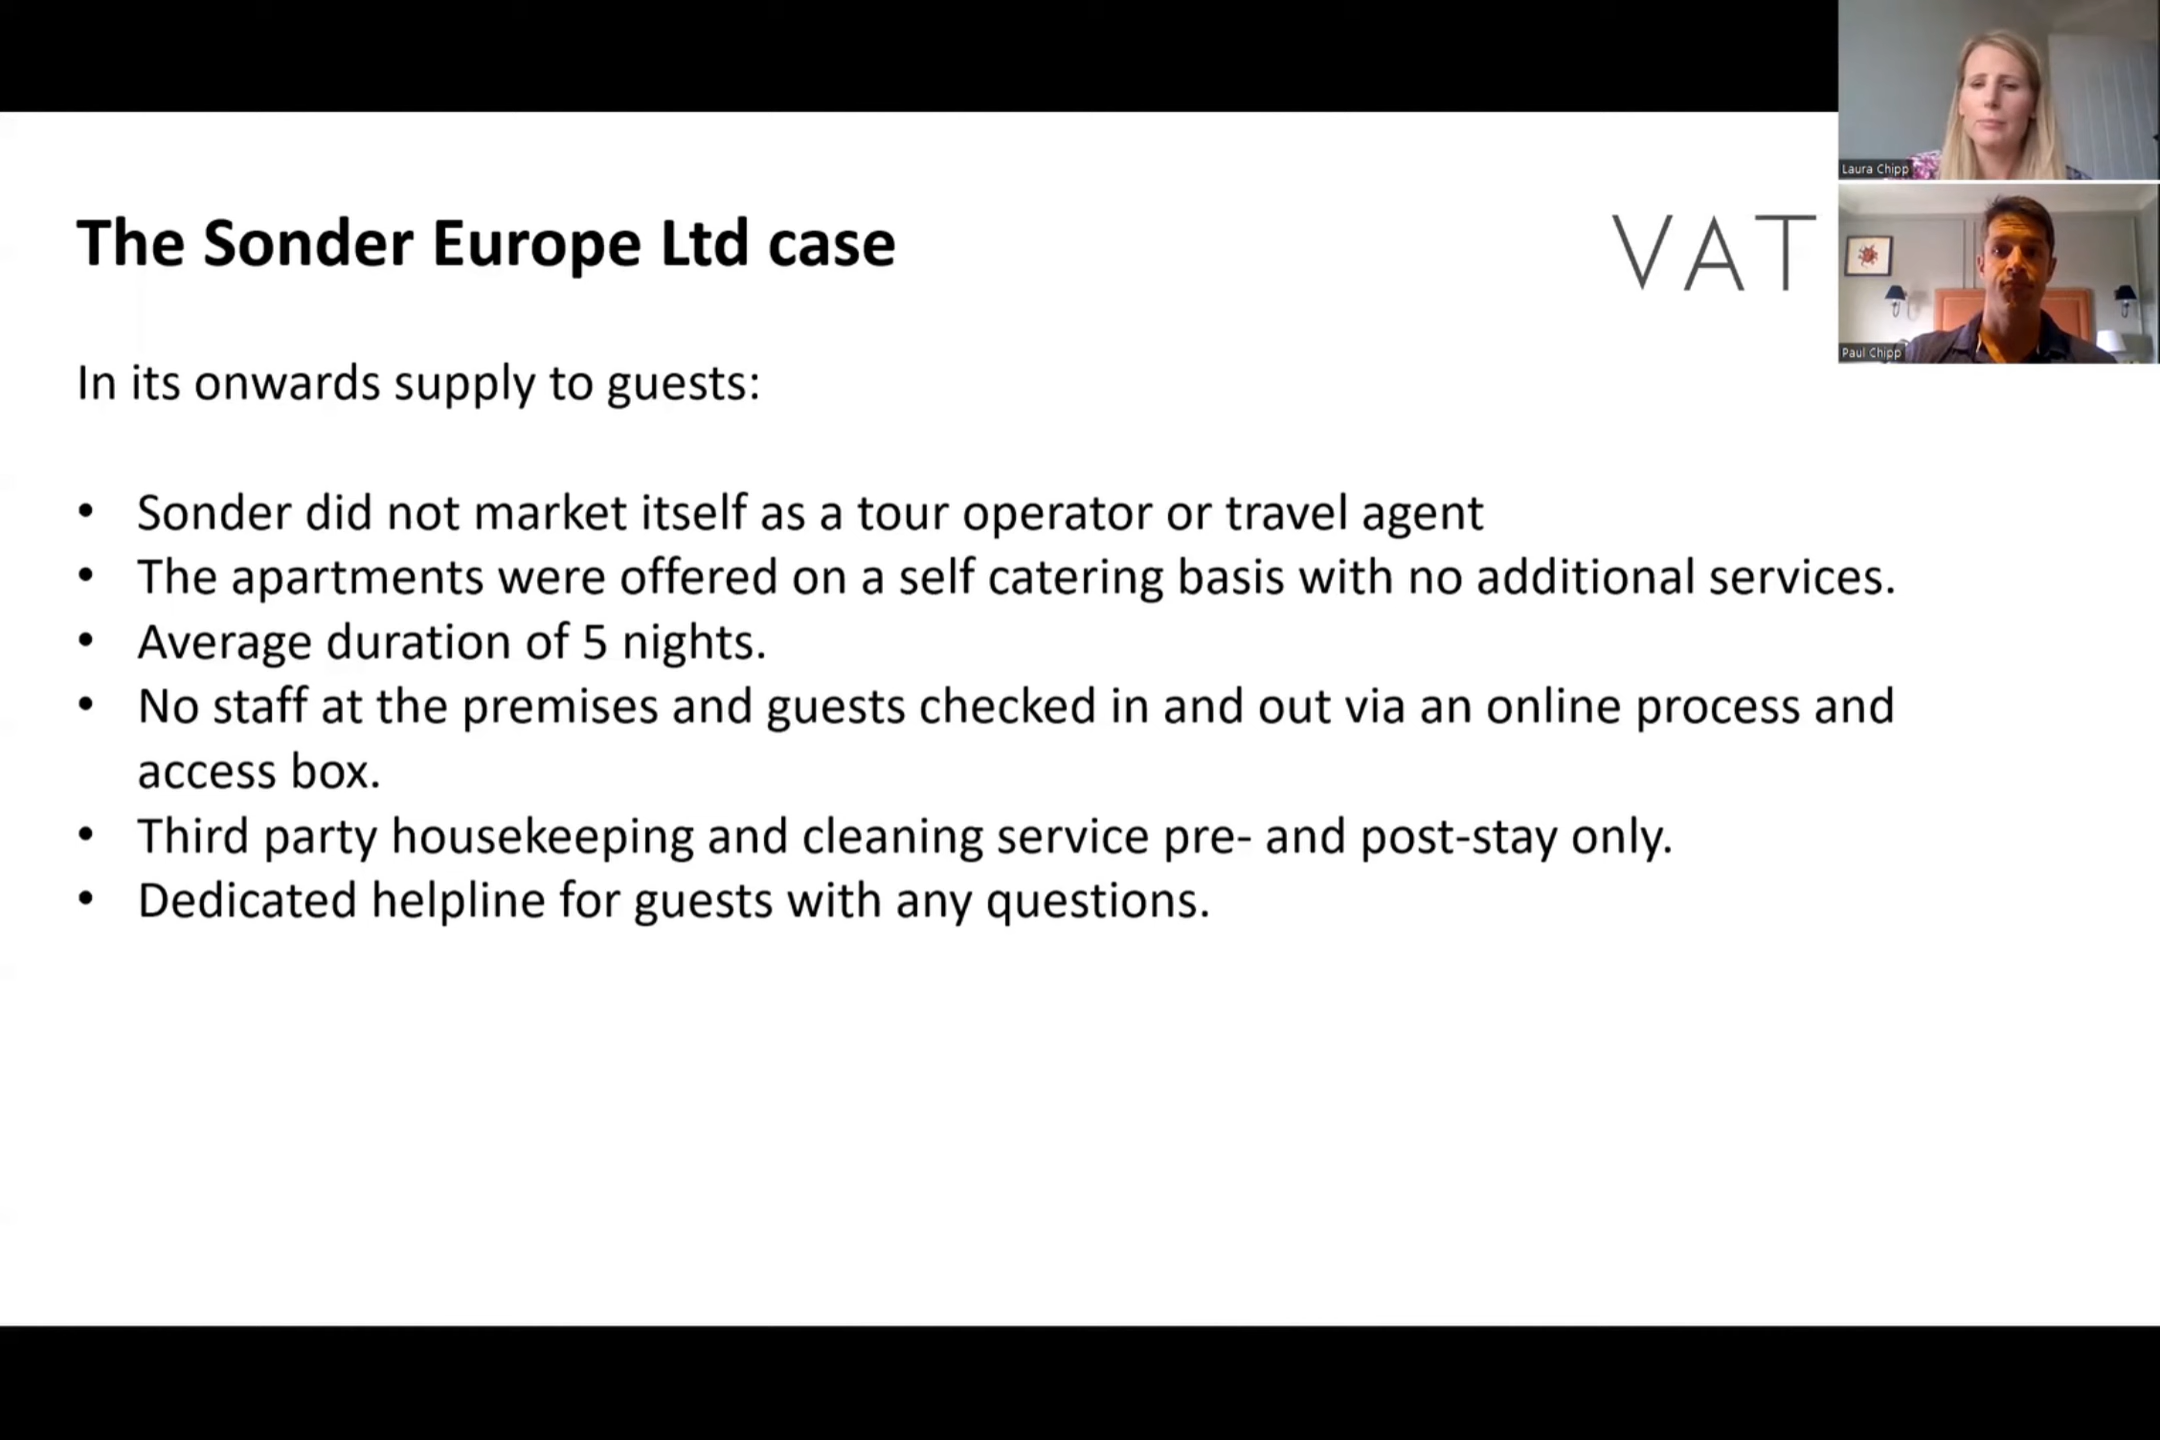 Laura Chipp
The Sonder Europe Ltd case
VAT
Paul Chipp
In its onwards supply to guests:
• Sonder did not market itself as a tour operator or travel agent
• The apartments were offered on a self catering basis with no additional services.
• Average duration of 5 nights.
• No staff at the premises and guests checked in and out via an online process and
access box.
• Third party housekeeping and cleaning service pre- and post-stay only.
• Dedicated helpline for guests with any questions.